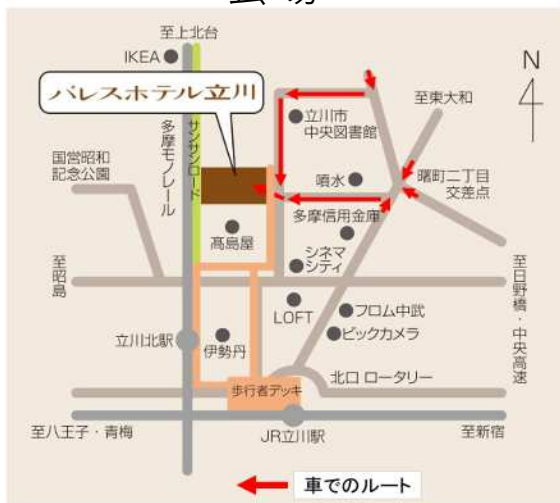 至上北台
IKEA
N
パレスホテル立川
至東大和
立川市
中央図書館
サンサンロード
多摩モノレール
国営昭和
記念公園
噴水
曙町二丁目
交差点
多摩信用金庫
髙島屋
シネマ
シティ
至昭島
至日野橋・中央高速
LOFT
フロム中武
ビックカメラ
立川北駅
伊勢丹
北口 ロータリー
歩行者デッキ
至八王子・青梅
JR立川駅
至新宿
車でのルート